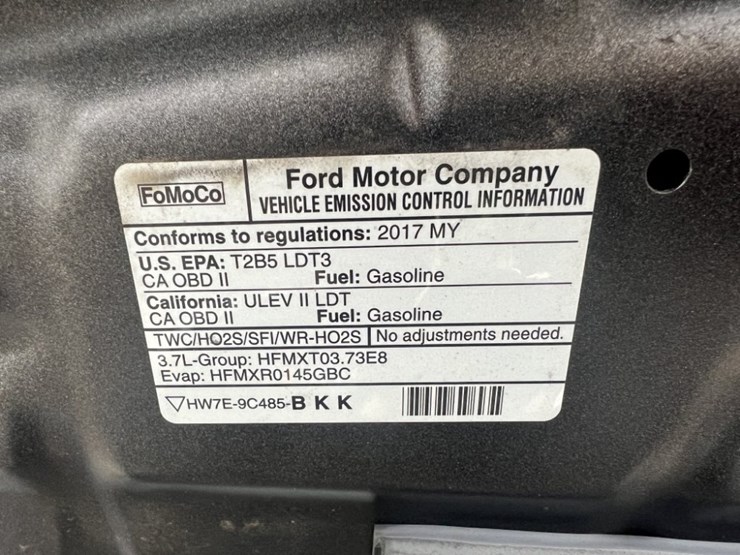 FoMoCo
Ford Motor Company
VEHICLE EMISSION CONTROL INFORMATION
Conforms to regulations: 2017 MY
U.S. EPA: T2B5 LDT3
CA OBD II Fuel: Gasoline
California: ULEV II LDT
CA OBD II Fuel: Gasoline
TWC/HO2S/SFI/WR-HO2S No adjustments needed.
3.7L-Group: HFMXT03.73E8
Evap: HFMXR0145GBC
HW7E-9C485-B K K